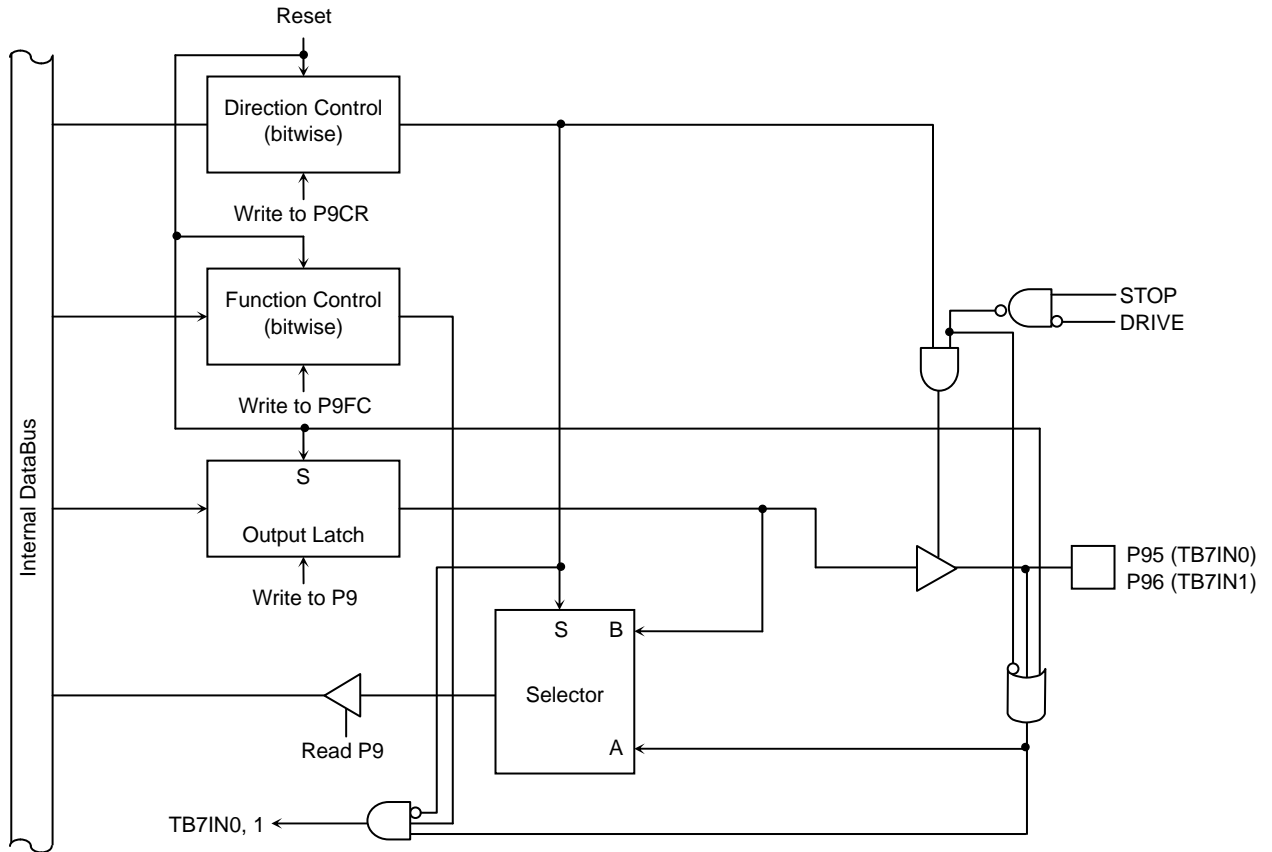 Reset
Direction Control
(bitwise)
Write to P9CR
Internal DataBus
Function Control
(bitwise)
STOP
DRIVE
Write to P9FC
S
Output Latch
P95 (TB7IN0)
P96 (TB7IN1)
Write to P9
S
B
Selector
A
Read P9
TB7IN0, 1